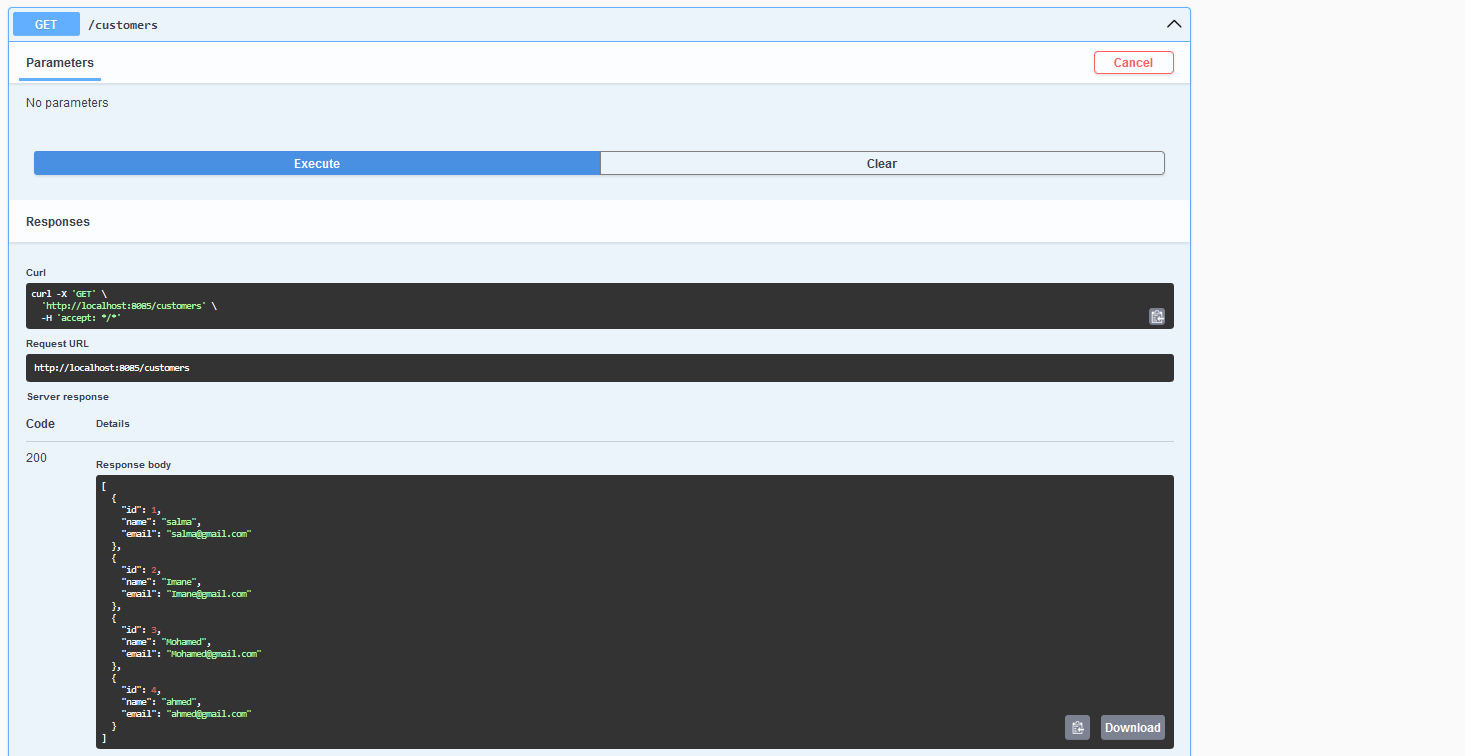 GET /customers
Parameters Cancel
No parameters
Execute Clear
Responses
Curl
curl -X 'GET' \
  'http://localhost:8085/customers' \
  -H 'accept: */*'
Request URL
http://localhost:8085/customers
Server response
Code Details
200
Response body
[
  {
    "id": 1,
    "name": "salma",
    "email": "salma@gmail.com"
  },
  {
    "id": 2,
    "name": "Imane",
    "email": "Imane@gmail.com"
  },
  {
    "id": 3,
    "name": "Mohamed",
    "email": "Mohamed@gmail.com"
  },
  {
    "id": 4,
    "name": "ahmed",
    "email": "ahmed@gmail.com"
  }
]
Download